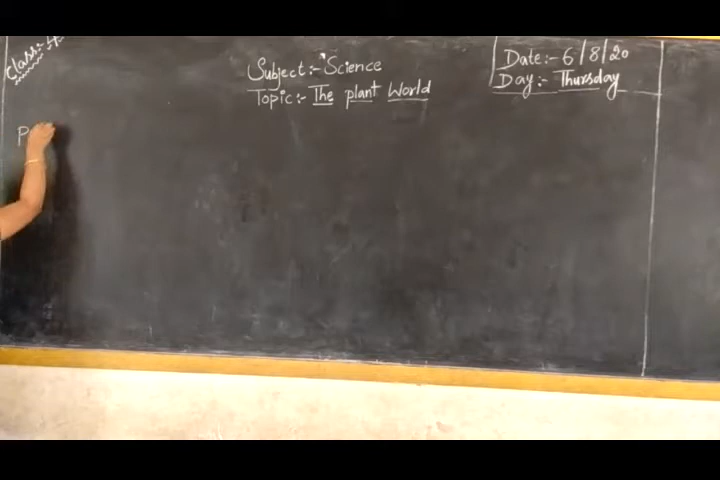 Class:- 4
Subject:- Science
Topic:- The plant World
Date:- 6/8/20
Day:- Thursday
P